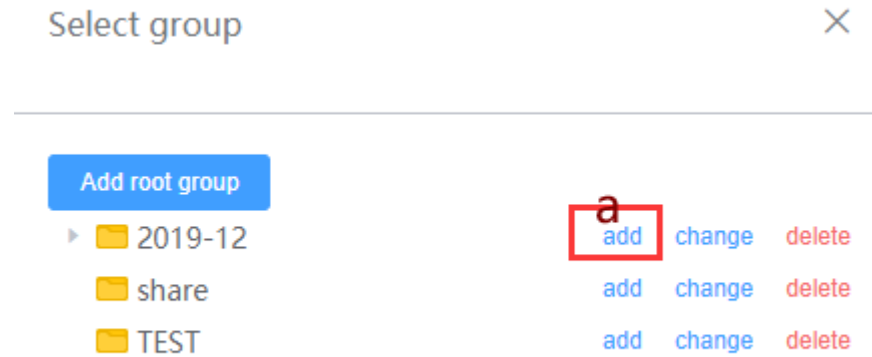 Select group
Add root group
a
2019-12 add change delete
share add change delete
TEST add change delete